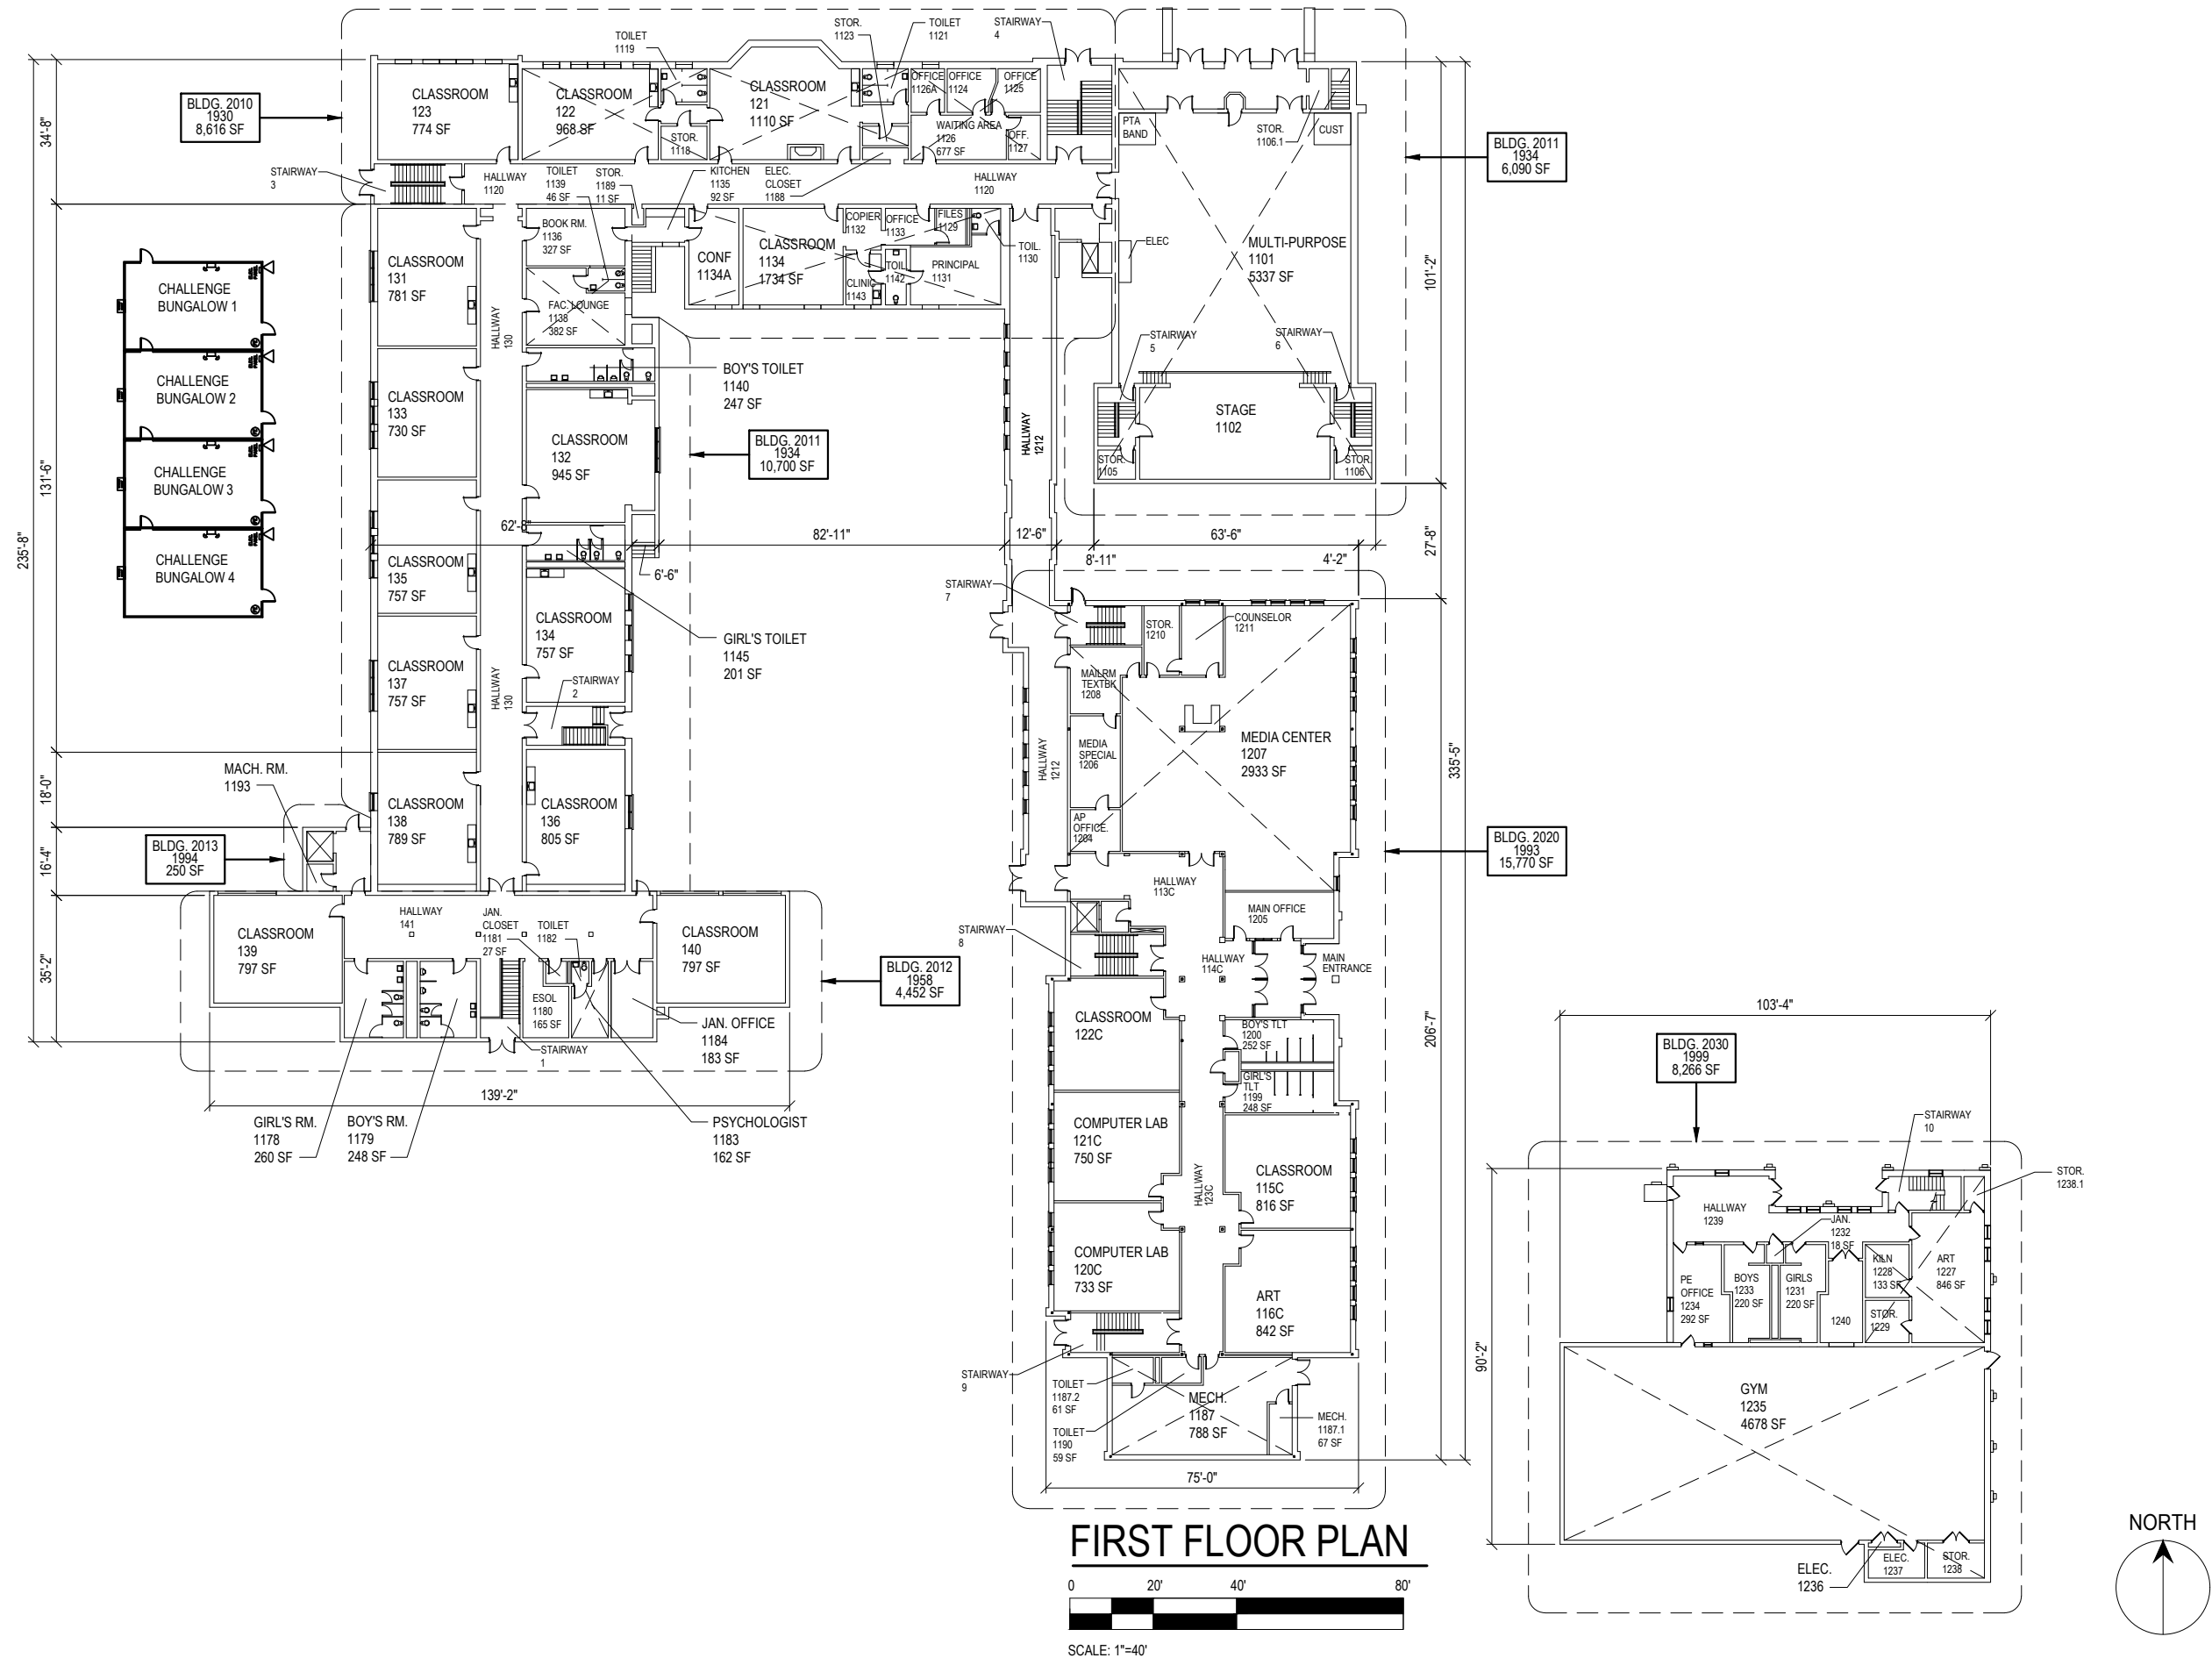 STOR.
1123
TOILET
1121
STAIRWAY
4
TOILET
1119
BLDG. 2010
1930
8,616 SF
CLASSROOM
123
774 SF
CLASSROOM
122
968 SF
CLASSROOM
121
1110 SF
OFFICE
1126A
OFFICE
1124
OFFICE
1125
STOR.
1118
WAITING AREA
1126
677 SF
OFF.
1127
PTA
BAND
STOR.
1106.1
CUST
BLDG. 2011
1934
6,090 SF
34'-8"
STAIRWAY
3
HALLWAY
1120
TOILET
1139
46 SF
STOR.
1189
11 SF
KITCHEN
1135
92 SF
ELEC.
CLOSET
1188
HALLWAY
1120
BOOK RM.
1136
327 SF
COPIER
1132
OFFICE
1133
FILES
1129
TOIL.
1130
ELEC
CONF
1134A
CLASSROOM
1134
1734 SF
CLINIC
1143
TOIL
1142
PRINCIPAL
1131
MULTI-PURPOSE
1101
5337 SF
101'-2"
CLASSROOM
131
781 SF
HALLWAY
130
FAC. LOUNGE
1138
382 SF
CHALLENGE
BUNGALOW 1
CHALLENGE
BUNGALOW 2
CHALLENGE
BUNGALOW 3
CHALLENGE
BUNGALOW 4
STAIRWAY
5
STAIRWAY
6
BOY'S TOILET
1140
247 SF
CLASSROOM
133
730 SF
CLASSROOM
132
945 SF
BLDG. 2011
1934
10,700 SF
HALLWAY
1212
STAGE
1102
STOR.
1105
STOR.
1106
131'-6"
235'-8"
62'-8"
82'-11"
12'-6"
63'-6"
8'-11"
4'-2"
27'-8"
6'-6"
CLASSROOM
135
757 SF
CLASSROOM
134
757 SF
GIRL'S TOILET
1145
201 SF
STAIRWAY
7
STOR.
1210
COUNSELOR
1211
CLASSROOM
137
757 SF
HALLWAY
130
STAIRWAY
2
MAILRM
TEXTBK
1208
MEDIA
SPECIAL
1206
MEDIA CENTER
1207
2933 SF
HALLWAY
1212
335'-5"
MACH. RM.
1193
18'-0"
CLASSROOM
138
789 SF
CLASSROOM
136
805 SF
AP
OFFICE.
1204
BLDG. 2013
1994
250 SF
16'-4"
BLDG. 2020
1993
15,770 SF
HALLWAY
113C
MAIN OFFICE
1205
CLASSROOM
139
797 SF
HALLWAY
141
JAN.
CLOSET
1181
27 SF
TOILET
1182
CLASSROOM
140
797 SF
STAIRWAY
8
HALLWAY
114C
MAIN
ENTRANCE
35'-2"
BLDG. 2012
1958
4,452 SF
ESOL
1180
165 SF
JAN. OFFICE
1184
183 SF
STAIRWAY
1
CLASSROOM
122C
BOY'S TLT
1200
252 SF
GIRL'S
TLT
1199
248 SF
206'-7"
103'-4"
BLDG. 2030
1999
8,266 SF
139'-2"
GIRL'S RM.
1178
260 SF
BOY'S RM.
1179
248 SF
PSYCHOLOGIST
1183
162 SF
COMPUTER LAB
121C
750 SF
HALLWAY
123C
CLASSROOM
115C
816 SF
COMPUTER LAB
120C
733 SF
ART
116C
842 SF
STAIRWAY
10
STOR.
1238.1
HALLWAY
1239
JAN.
1232
18 SF
PE
OFFICE
1234
292 SF
BOYS
1233
220 SF
GIRLS
1231
220 SF
1240
KILN
1228
133 SF
STOR.
1229
ART
1227
846 SF
90'-2"
STAIRWAY
9
TOILET
1187.2
61 SF
TOILET
1190
59 SF
MECH.
1187
788 SF
MECH.
1187.1
67 SF
75'-0"
GYM
1235
4678 SF
ELEC.
1236
ELEC.
1237
STOR.
1238
FIRST FLOOR PLAN
0 20' 40' 80'
SCALE: 1"=40'
NORTH